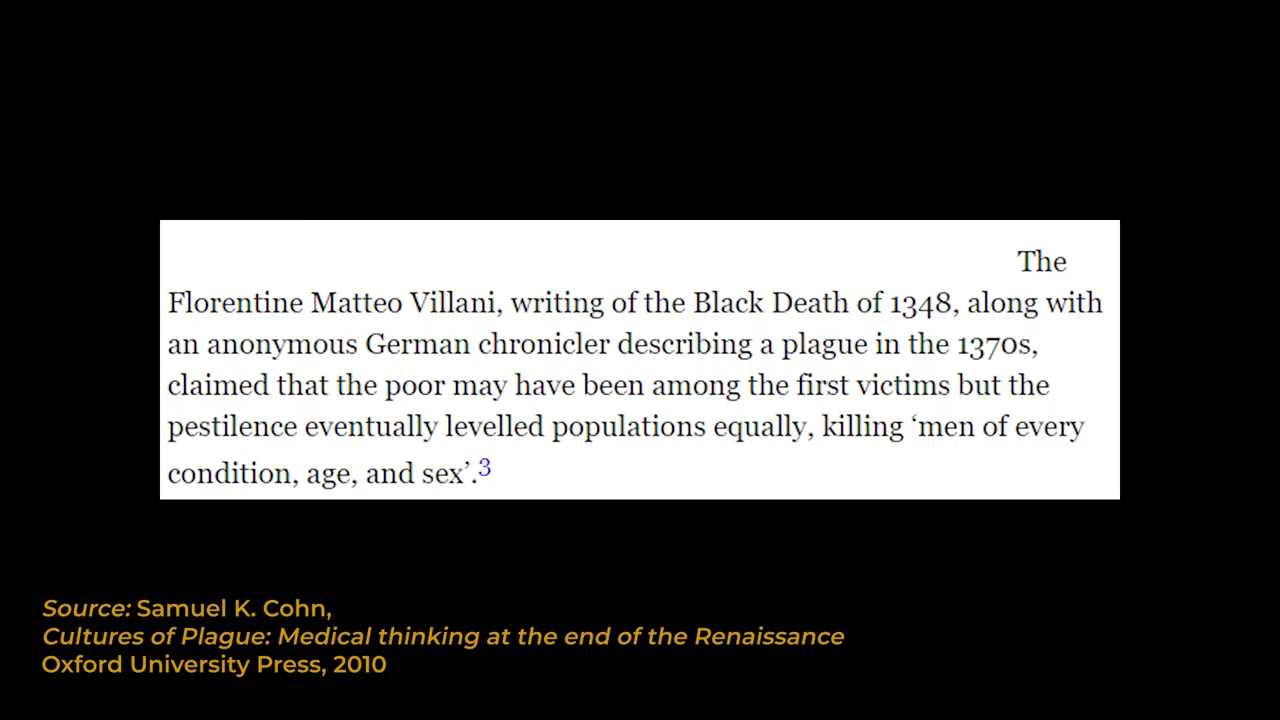 The
Florentine Matteo Villani, writing of the Black Death of 1348, along with
an anonymous German chronicler describing a plague in the 1370s,
claimed that the poor may have been among the first victims but the
pestilence eventually levelled populations equally, killing ‘men of every
condition, age, and sex’.3
Source: Samuel K. Cohn,
Cultures of Plague: Medical thinking at the end of the Renaissance
Oxford University Press, 2010